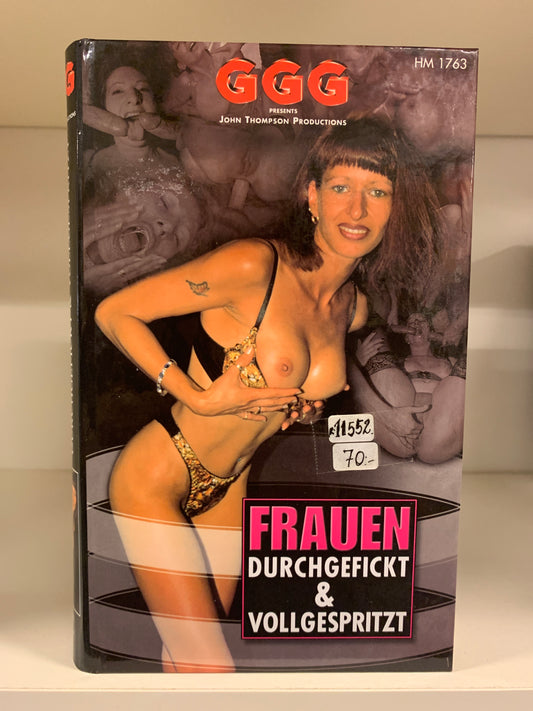 HM 1763
GGG
PRESENTS
JOHN THOMPSON PRODUCTIONS
11552
70:-
FRAUEN
DURCHGEFICKT
&
VOLLGESPRITZT